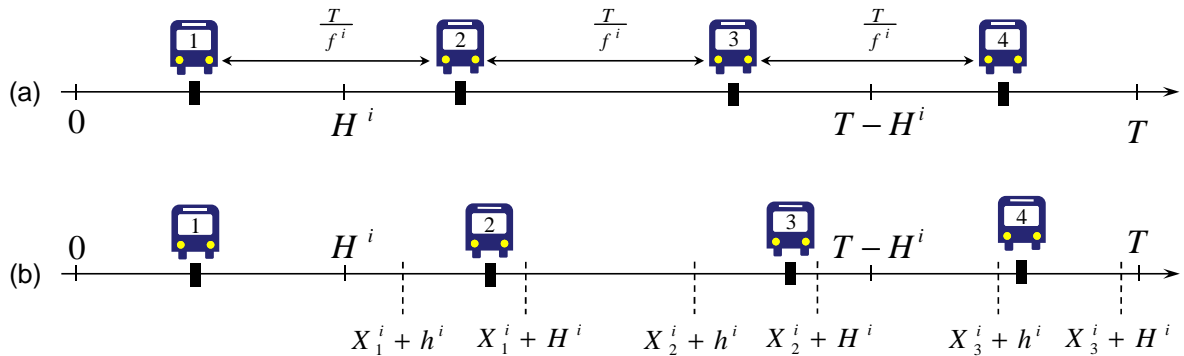 T/f^i T/f^i T/f^i
1 2 3 4
(a)
0 H^i T − H^i T
1 2 3 4
0 H^i T − H^i T
(b)
X_1^i + h^i X_1^i + H^i X_2^i + h^i X_2^i + H^i X_3^i + h^i X_3^i + H^i